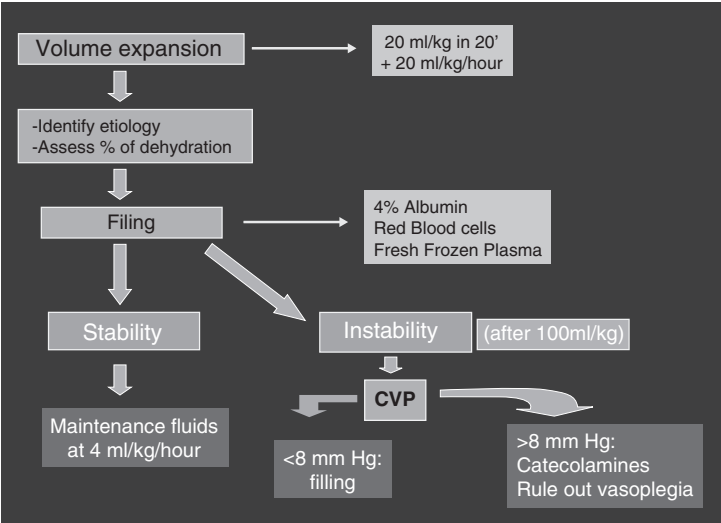 Volume expansion
20 ml/kg in 20’
+ 20 ml/kg/hour
-Identify etiology
-Assess % of dehydration
Filing
4% Albumin
Red Blood cells
Fresh Frozen Plasma
Stability
Instability
(after 100ml/kg)
CVP
Maintenance fluids
at 4 ml/kg/hour
<8 mm Hg:
filling
>8 mm Hg:
Catecolamines
Rule out vasoplegia